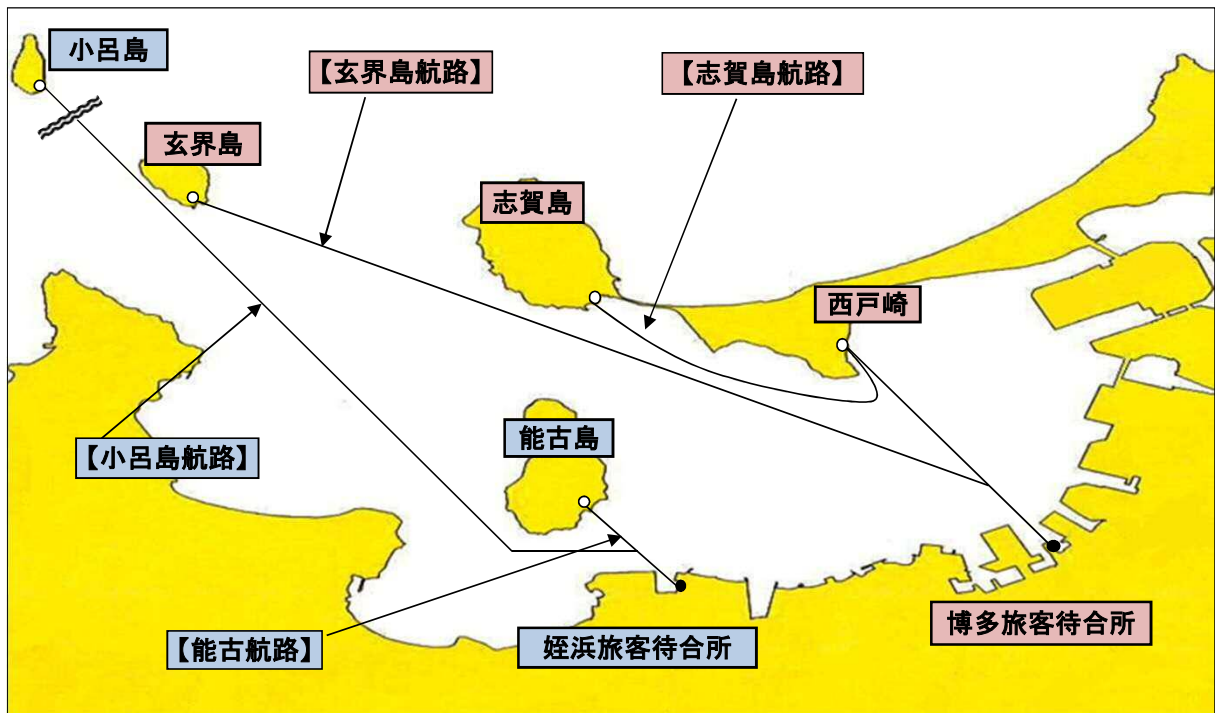 小呂島
【玄界島航路】
【志賀島航路】
玄界島
志賀島
西戸崎
能古島
【小呂島航路】
【能古航路】
姪浜旅客待合所
博多旅客待合所